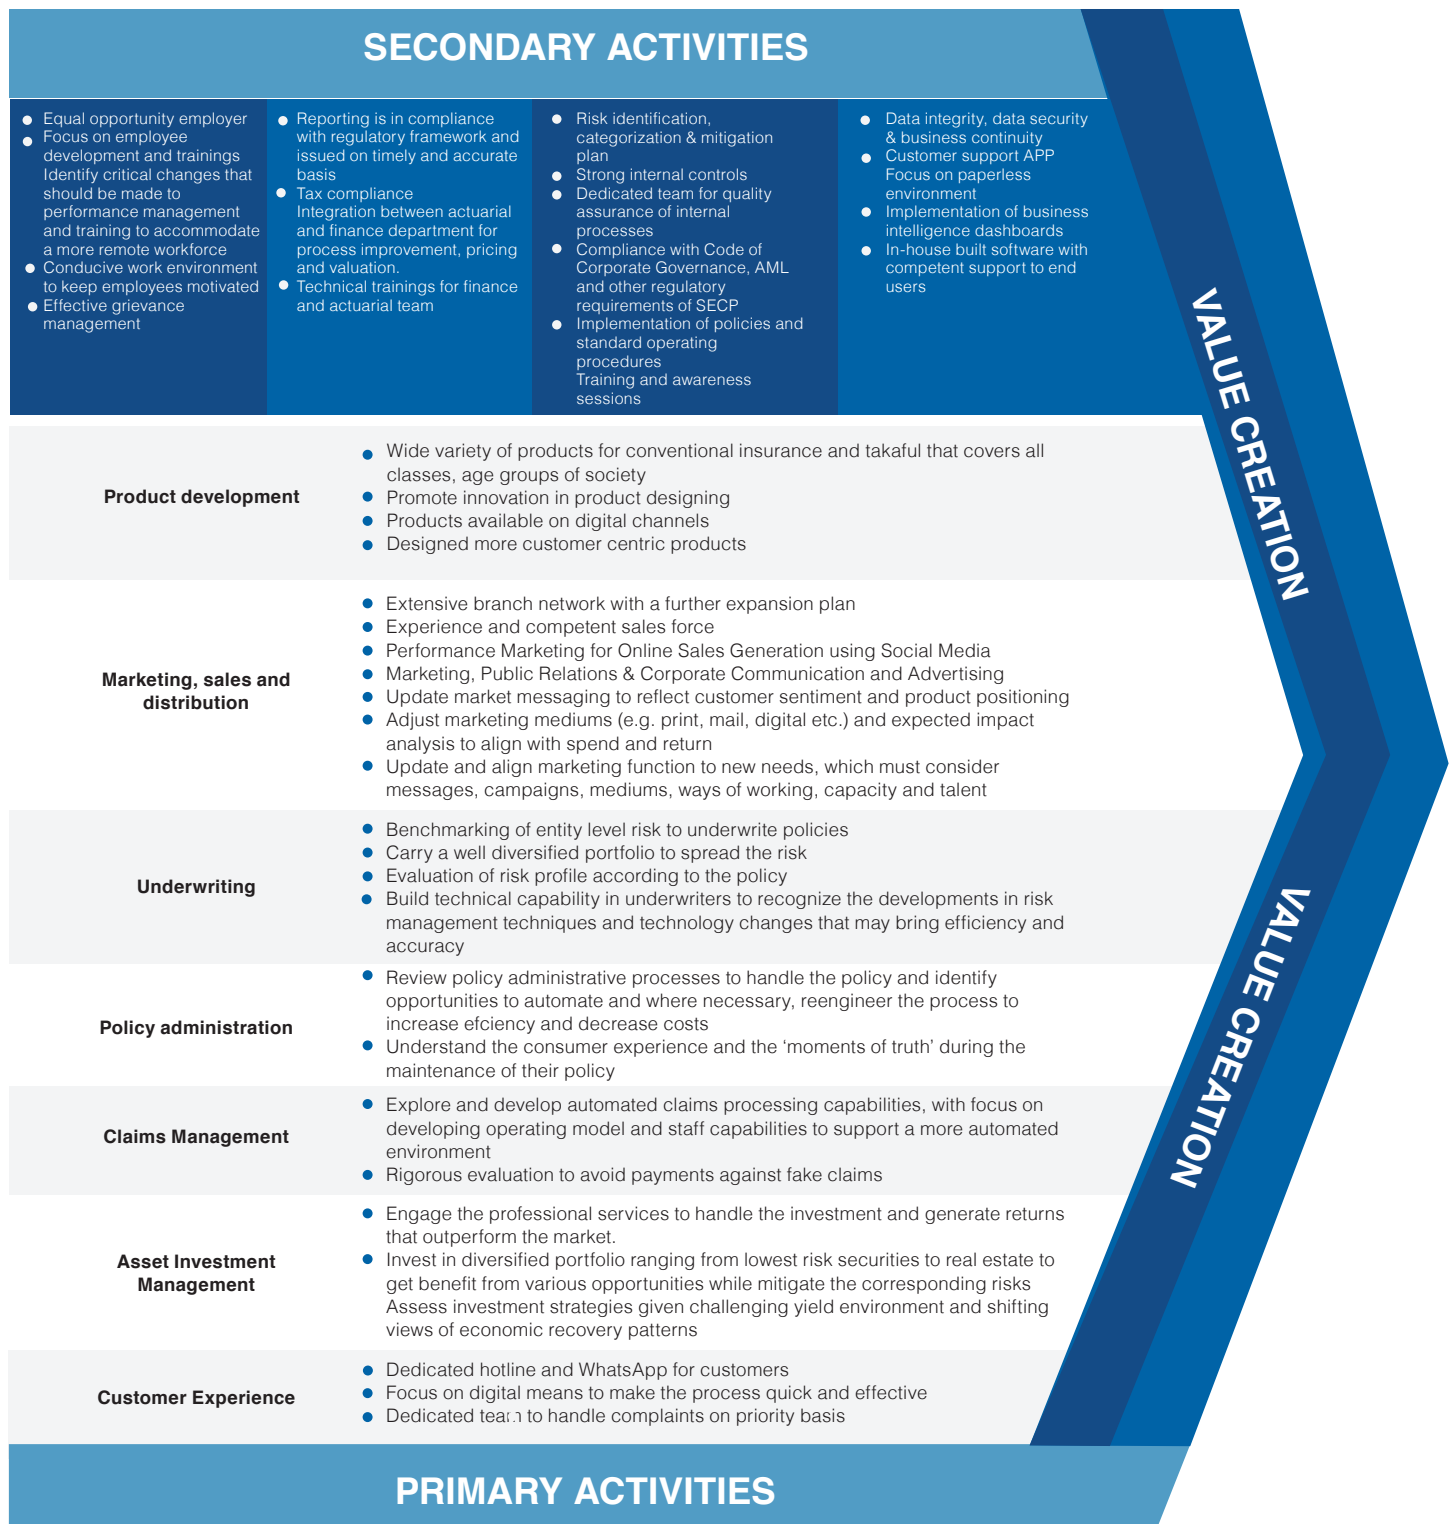 SECONDARY ACTIVITIES
Equal opportunity employer
Focus on employee
development and trainings
Identify critical changes that
should be made to
performance management
and training to accommodate
a more remote workforce
Conducive work environment
to keep employees motivated
Effective grievance
management
Reporting is in compliance
with regulatory framework and
issued on timely and accurate
basis
Tax compliance
Integration between actuarial
and finance department for
process improvement, pricing
and valuation.
Technical trainings for finance
and actuarial team
Risk identification,
categorization & mitigation
plan
Strong internal controls
Dedicated team for quality
assurance of internal
processes
Compliance with Code of
Corporate Governance, AML
and other regulatory
requirements of SECP
Implementation of policies and
standard operating
procedures
Training and awareness
sessions
Data integrity, data security
& business continuity
Customer support APP
Focus on paperless
environment
Implementation of business
intelligence dashboards
In-house built software with
competent support to end
users
VALUE CREATION
Product development
Wide variety of products for conventional insurance and takaful that covers all
classes, age groups of society
Promote innovation in product designing
Products available on digital channels
Designed more customer centric products
Marketing, sales and
distribution
Extensive branch network with a further expansion plan
Experience and competent sales force
Performance Marketing for Online Sales Generation using Social Media
Marketing, Public Relations & Corporate Communication and Advertising
Update market messaging to reflect customer sentiment and product positioning
Adjust marketing mediums (e.g. print, mail, digital etc.) and expected impact
analysis to align with spend and return
Update and align marketing function to new needs, which must consider
messages, campaigns, mediums, ways of working, capacity and talent
Underwriting
Benchmarking of entity level risk to underwrite policies
Carry a well diversified portfolio to spread the risk
Evaluation of risk profile according to the policy
Build technical capability in underwriters to recognize the developments in risk
management techniques and technology changes that may bring efficiency and
accuracy
VALUE CREATION
Policy administration
Review policy administrative processes to handle the policy and identify
opportunities to automate and where necessary, reengineer the process to
increase efciency and decrease costs
Understand the consumer experience and the ‘moments of truth’ during the
maintenance of their policy
Claims Management
Explore and develop automated claims processing capabilities, with focus on
developing operating model and staff capabilities to support a more automated
environment
Rigorous evaluation to avoid payments against fake claims
Asset Investment
Management
Engage the professional services to handle the investment and generate returns
that outperform the market.
Invest in diversified portfolio ranging from lowest risk securities to real estate to
get benefit from various opportunities while mitigate the corresponding risks
Assess investment strategies given challenging yield environment and shifting
views of economic recovery patterns
Customer Experience
Dedicated hotline and WhatsApp for customers
Focus on digital means to make the process quick and effective
Dedicated team to handle complaints on priority basis
PRIMARY ACTIVITIES